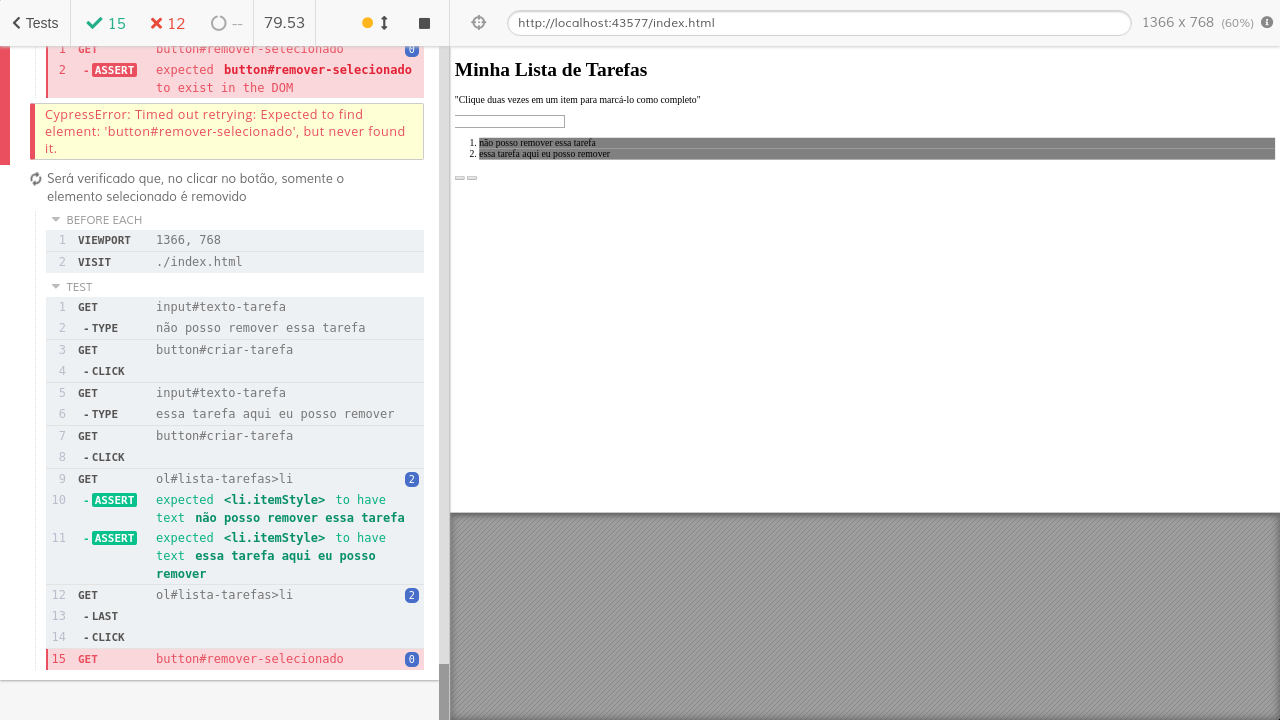 Tests
15
12
--
79.53
http://localhost:43577/index.html
1366 x 768 (60%)
1 GET button#remover-selecionado 0
2 - ASSERT expected button#remover-selecionado
to exist in the DOM
CypressError: Timed out retrying: Expected to find
element: 'button#remover-selecionado', but never found
it.
Será verificado que, no clicar no botão, somente o
elemento selecionado é removido
BEFORE EACH
1 VIEWPORT 1366, 768
2 VISIT ./index.html
TEST
1 GET input#texto-tarefa
2 - TYPE não posso remover essa tarefa
3 GET button#criar-tarefa
4 - CLICK
5 GET input#texto-tarefa
6 - TYPE essa tarefa aqui eu posso remover
7 GET button#criar-tarefa
8 - CLICK
9 GET ol#lista-tarefas>li 2
10 - ASSERT expected <li.itemStyle> to have
text não posso remover essa tarefa
11 - ASSERT expected <li.itemStyle> to have
text essa tarefa aqui eu posso
remover
12 GET ol#lista-tarefas>li 2
13 - LAST
14 - CLICK
15 GET button#remover-selecionado 0
Minha Lista de Tarefas
"Clique duas vezes em um item para marcá-lo como completo"
1. não posso remover essa tarefa
2. essa tarefa aqui eu posso remover